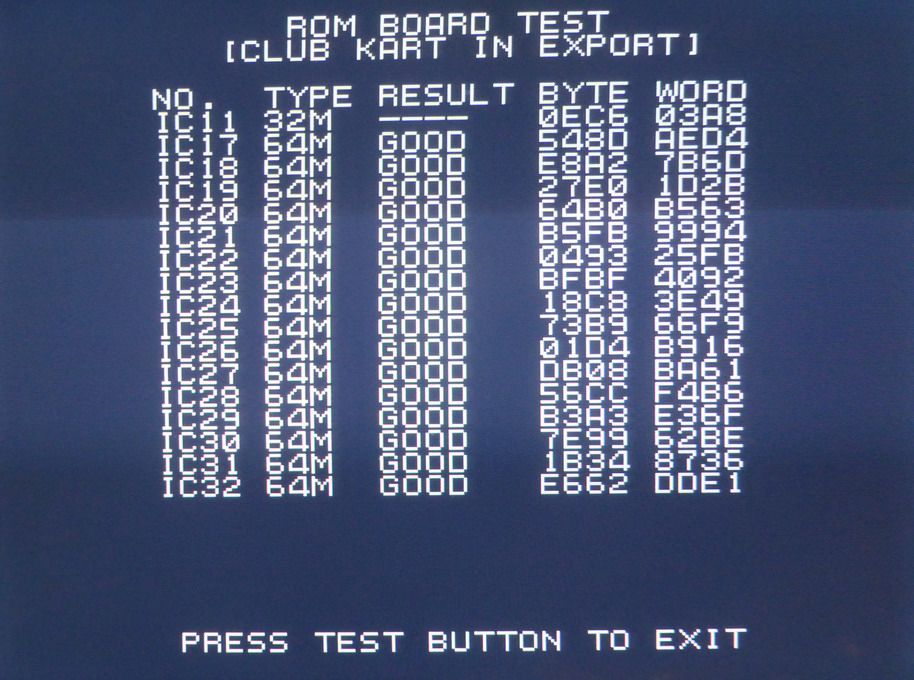 ROM BOARD TEST
[CLUB KART IN EXPORT]
NO. TYPE RESULT BYTE WORD
IC11 32M ---- 0EC6 03A8
IC17 64M GOOD 548D AED4
IC18 64M GOOD E8A2 7B6D
IC19 64M GOOD 27E0 1D2B
IC20 64M GOOD 64B0 B563
IC21 64M GOOD B5FB 9994
IC22 64M GOOD 0493 25FB
IC23 64M GOOD BFBF 4092
IC24 64M GOOD 18C8 3E49
IC25 64M GOOD 73B9 66F9
IC26 64M GOOD 01D4 B916
IC27 64M GOOD DB08 BA61
IC28 64M GOOD 56CC F4B6
IC29 64M GOOD B3A3 E36F
IC30 64M GOOD 7E99 62BE
IC31 64M GOOD 1B34 8736
IC32 64M GOOD E662 DDE1
PRESS TEST BUTTON TO EXIT